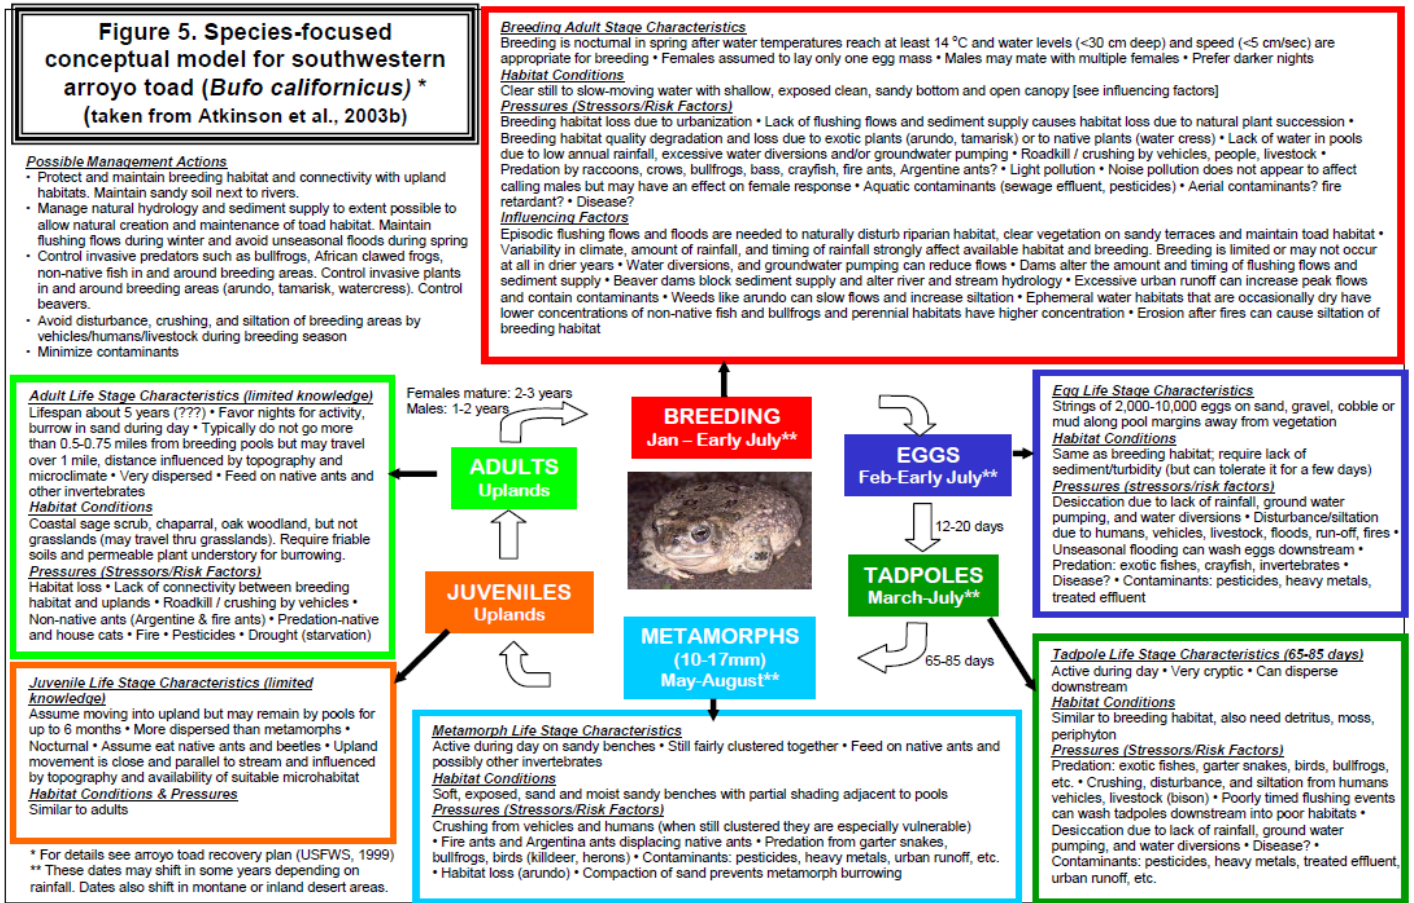 Figure 5. Species-focused
conceptual model for southwestern
arroyo toad (Bufo californicus) *
(taken from Atkinson et al., 2003b)
Possible Management Actions
• Protect and maintain breeding habitat and connectivity with upland
habitats. Maintain sandy soil next to rivers.
• Manage natural hydrology and sediment supply to extent possible to
allow natural creation and maintenance of toad habitat. Maintain
flushing flows during winter and avoid unseasonal floods during spring
• Control invasive predators such as bullfrogs, African clawed frogs,
non-native fish in and around breeding areas. Control invasive plants
in and around breeding areas (arundo, tamarisk, watercress). Control
beavers.
• Avoid disturbance, crushing, and siltation of breeding areas by
vehicles/humans/livestock during breeding season
• Minimize contaminants
Breeding Adult Stage Characteristics
Breeding is nocturnal in spring after water temperatures reach at least 14 °C and water levels (<30 cm deep) and speed (<5 cm/sec) are
appropriate for breeding • Females assumed to lay only one egg mass • Males may mate with multiple females • Prefer darker nights
Habitat Conditions
Clear still to slow-moving water with shallow, exposed clean, sandy bottom and open canopy [see influencing factors]
Pressures (Stressors/Risk Factors)
Breeding habitat loss due to urbanization • Lack of flushing flows and sediment supply causes habitat loss due to natural plant succession •
Breeding habitat quality degradation and loss due to exotic plants (arundo, tamarisk) or to native plants (water cress) • Lack of water in pools
due to low annual rainfall, excessive water diversions and/or groundwater pumping • Roadkill / crushing by vehicles, people, livestock •
Predation by raccoons, crows, bullfrogs, bass, crayfish, fire ants, Argentine ants? • Light pollution • Noise pollution does not appear to affect
calling males but may have an effect on female response • Aquatic contaminants (sewage effluent, pesticides) • Aerial contaminants? fire
retardant? • Disease?
Influencing Factors
Episodic flushing flows and floods are needed to naturally disturb riparian habitat, clear vegetation on sandy terraces and maintain toad habitat •
Variability in climate, amount of rainfall, and timing of rainfall strongly affect available habitat and breeding. Breeding is limited or may not occur
at all in drier years • Water diversions, and groundwater pumping can reduce flows • Dams alter the amount and timing of flushing flows and
sediment supply • Beaver dams block sediment supply and alter river and stream hydrology • Excessive urban runoff can increase peak flows
and contain contaminants • Weeds like arundo can slow flows and increase siltation • Ephemeral water habitats that are occasionally dry have
lower concentrations of non-native fish and bullfrogs and perennial habitats have higher concentration • Erosion after fires can cause siltation of
breeding habitat
Adult Life Stage Characteristics (limited knowledge)
Lifespan about 5 years (???) • Favor nights for activity,
burrow in sand during day • Typically do not go more
than 0.5-0.75 miles from breeding pools but may travel
over 1 mile, distance influenced by topography and
microclimate • Very dispersed • Feed on native ants and
other invertebrates
Habitat Conditions
Coastal sage scrub, chaparral, oak woodland, but not
grasslands (may travel thru grasslands). Require friable
soils and permeable plant understory for burrowing.
Pressures (Stressors/Risk Factors)
Habitat loss • Lack of connectivity between breeding
habitat and uplands • Roadkill / crushing by vehicles •
Non-native ants (Argentine & fire ants) • Predation-native
and house cats • Fire • Pesticides • Drought (starvation)
Females mature: 2-3 years
Males: 1-2 years
BREEDING
Jan – Early July**
ADULTS
Uplands
EGGS
Feb-Early July**
12-20 days
TADPOLES
March-July**
65-85 days
JUVENILES
Uplands
METAMORPHS
(10-17mm)
May-August**
Egg Life Stage Characteristics
Strings of 2,000-10,000 eggs on sand, gravel, cobble or
mud along pool margins away from vegetation
Habitat Conditions
Same as breeding habitat; require lack of
sediment/turbidity (but can tolerate it for a few days)
Pressures (stressors/risk factors)
Desiccation due to lack of rainfall, ground water
pumping, and water diversions • Disturbance/siltation
due to humans, vehicles, livestock, floods, run-off, fires •
Unseasonal flooding can wash eggs downstream •
Predation: exotic fishes, crayfish, invertebrates •
Disease? • Contaminants: pesticides, heavy metals,
treated effluent
Juvenile Life Stage Characteristics (limited
knowledge)
Assume moving into upland but may remain by pools for
up to 6 months • More dispersed than metamorphs •
Nocturnal • Assume eat native ants and beetles • Upland
movement is close and parallel to stream and influenced
by topography and availability of suitable microhabitat
Habitat Conditions & Pressures
Similar to adults
Metamorph Life Stage Characteristics
Active during day on sandy benches • Still fairly clustered together • Feed on native ants and
possibly other invertebrates
Habitat Conditions
Soft, exposed, sand and moist sandy benches with partial shading adjacent to pools
Pressures (Stressors/Risk Factors)
Crushing from vehicles and humans (when still clustered they are especially vulnerable)
• Fire ants and Argentina ants displacing native ants • Predation from garter snakes,
bullfrogs, birds (killdeer, herons) • Contaminants: pesticides, heavy metals, urban runoff, etc.
• Habitat loss (arundo) • Compaction of sand prevents metamorph burrowing
Tadpole Life Stage Characteristics (65-85 days)
Active during day • Very cryptic • Can disperse
downstream
Habitat Conditions
Similar to breeding habitat, also need detritus, moss,
periphyton
Pressures (Stressors/Risk Factors)
Predation: exotic fishes, garter snakes, birds, bullfrogs,
etc. • Crushing, disturbance, and siltation from humans
vehicles, livestock (bison) • Poorly timed flushing events
can wash tadpoles downstream into poor habitats •
Desiccation due to lack of rainfall, ground water
pumping, and water diversions • Disease? •
Contaminants: pesticides, heavy metals, treated effluent,
urban runoff, etc.
* For details see arroyo toad recovery plan (USFWS, 1999)
** These dates may shift in some years depending on
rainfall. Dates also shift in montane or inland desert areas.